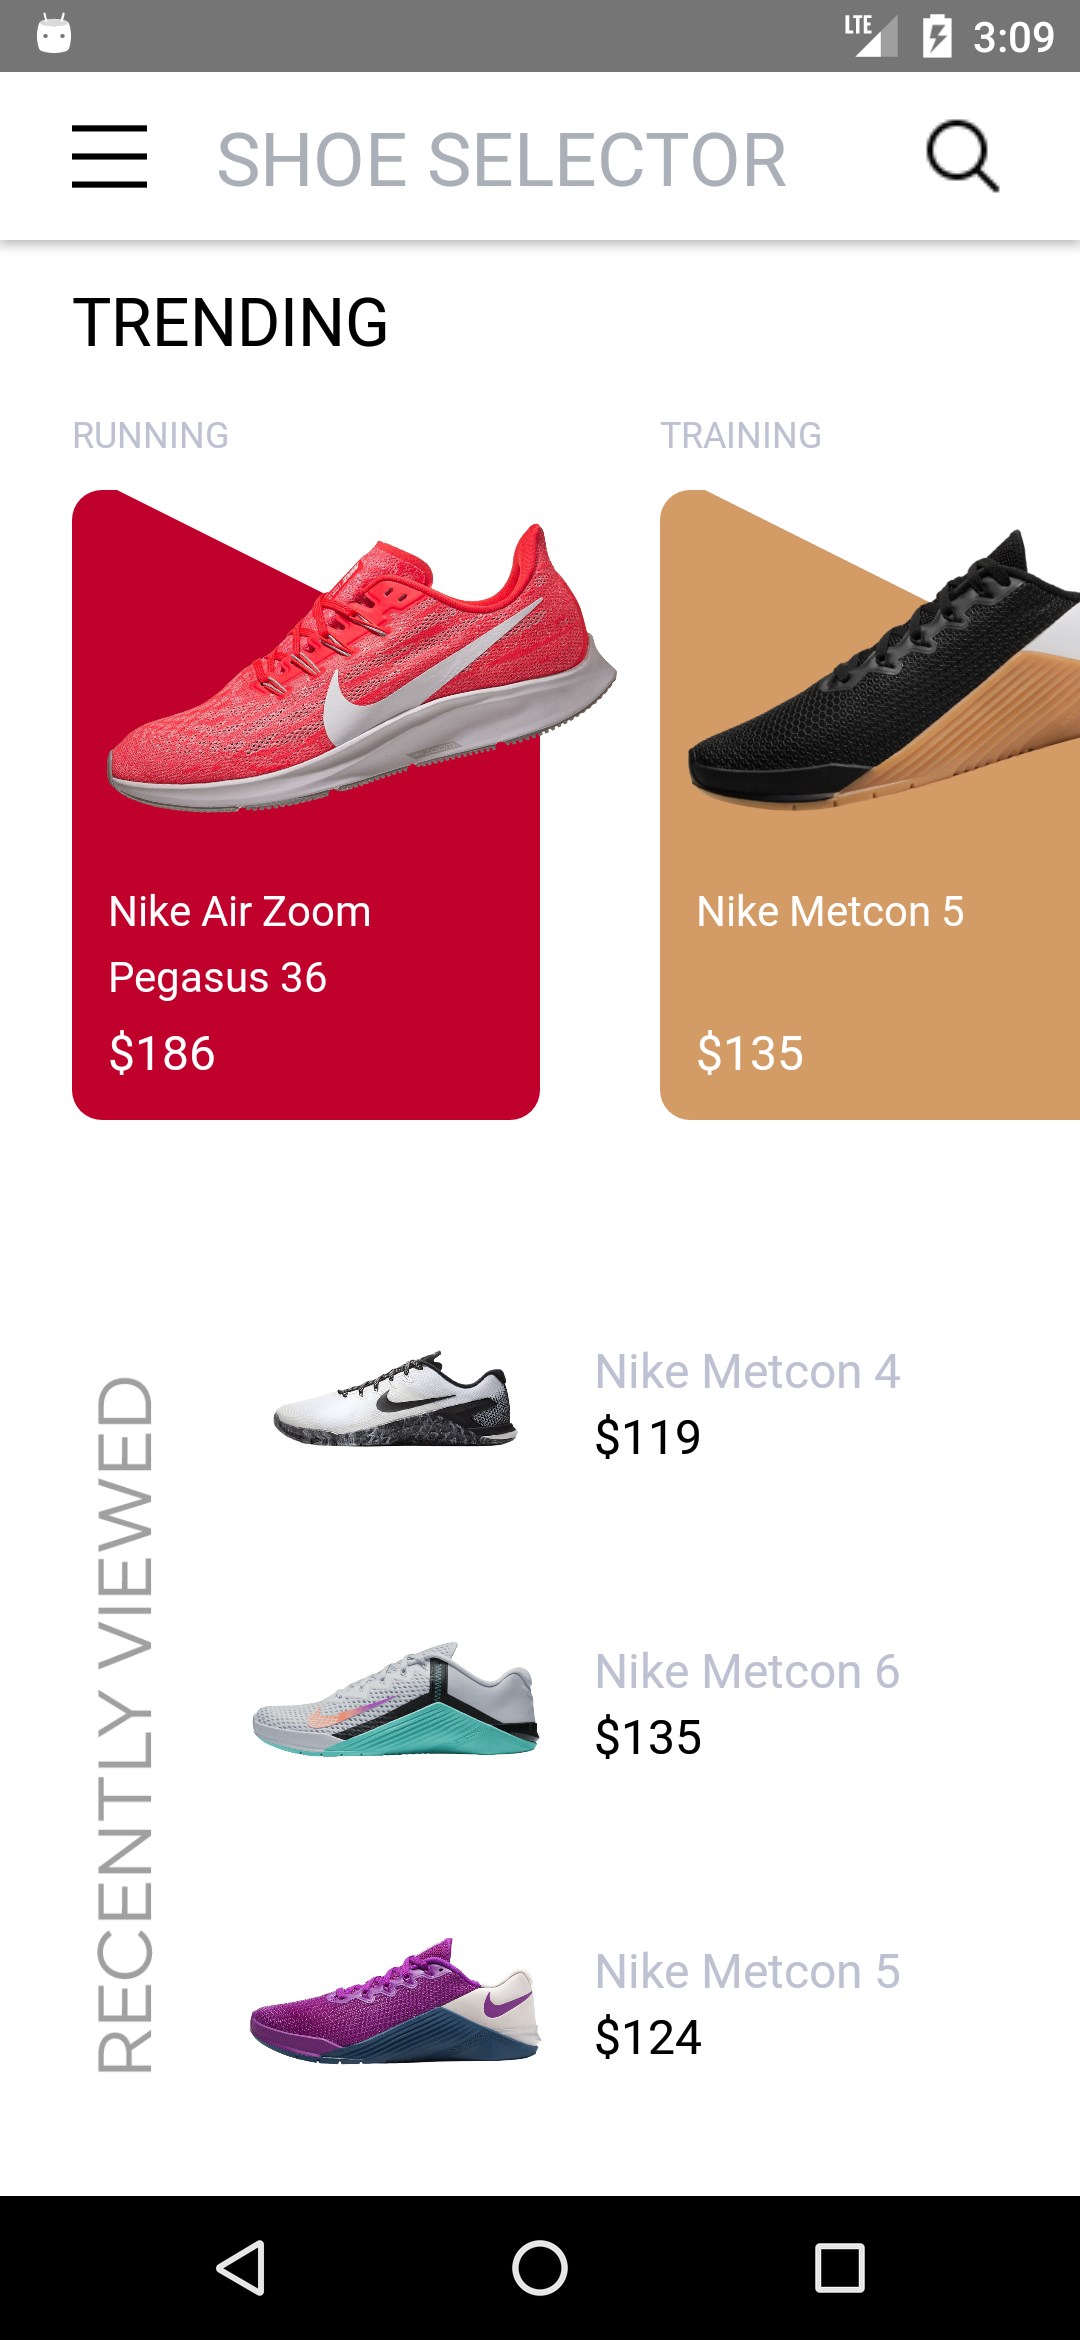 LTE 3:09
SHOE SELECTOR
TRENDING
RUNNING
TRAINING
Nike Air Zoom
Pegasus 36
$186
Nike Metcon 5
$135
RECENTLY VIEWED
Nike Metcon 4
$119
Nike Metcon 6
$135
Nike Metcon 5
$124